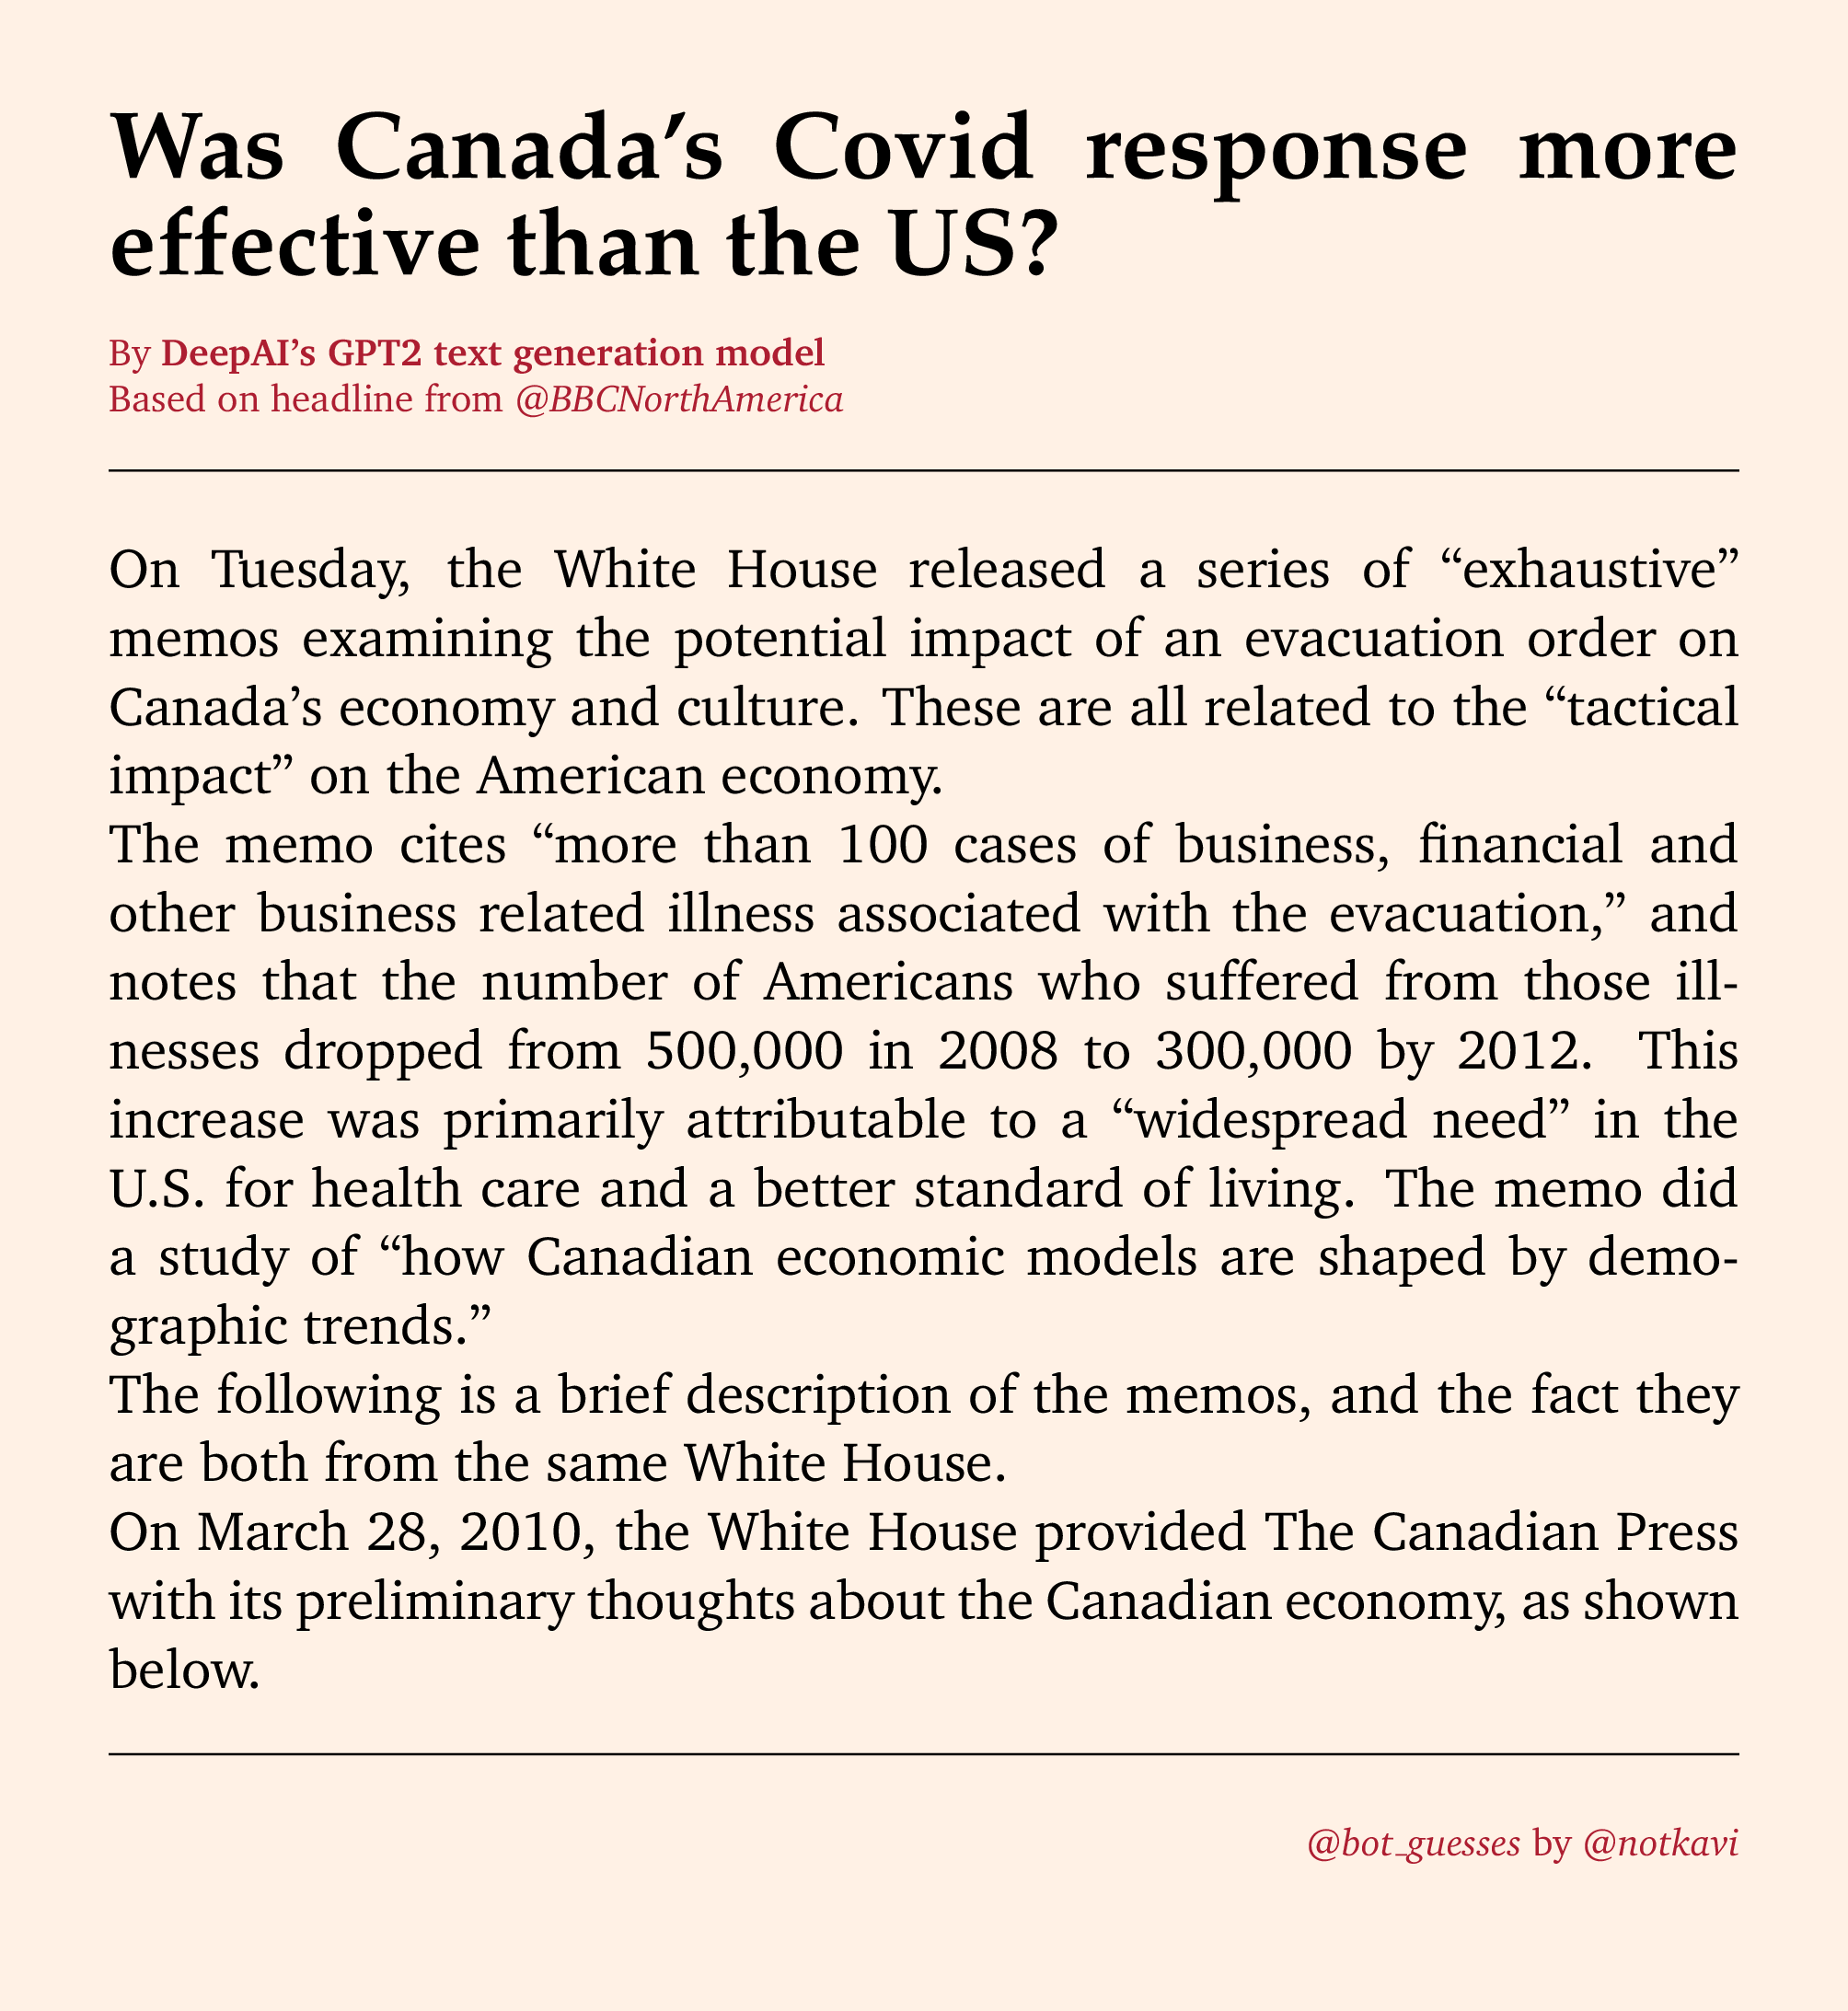 Was Canada’s Covid response more
effective than the US?
By DeepAI’s GPT2 text generation model
Based on headline from @BBCNorthAmerica
On Tuesday, the White House released a series of “exhaustive”
memos examining the potential impact of an evacuation order on
Canada’s economy and culture. These are all related to the “tactical
impact” on the American economy.
The memo cites “more than 100 cases of business, financial and
other business related illness associated with the evacuation,” and
notes that the number of Americans who suffered from those ill-
nesses dropped from 500,000 in 2008 to 300,000 by 2012. This
increase was primarily attributable to a “widespread need” in the
U.S. for health care and a better standard of living. The memo did
a study of “how Canadian economic models are shaped by demo-
graphic trends.”
The following is a brief description of the memos, and the fact they
are both from the same White House.
On March 28, 2010, the White House provided The Canadian Press
with its preliminary thoughts about the Canadian economy, as shown
below.
@bot_guesses by @notkavi